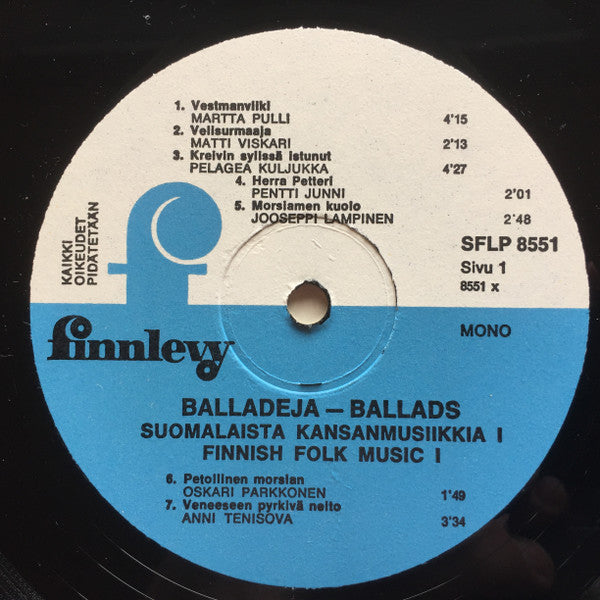 1. Vestmanviiki
MARTTA PULLI 4'15
2. Velisurmaaja
MATTI VISKARI 2'13
3. Kreivin sylissä istunut
PELAGEA KULJUKKA 4'27
4. Herra Petteri
PENTTI JUNNI 2'01
5. Morsiamen kuolo
JOOSEPPI LAMPINEN 2'48
KAIKKI
OIKEUDET
PIDÄTETÄÄN
SFLP 8551
Sivu 1
8551 x
f
finnlevy
MONO
BALLADEJA – BALLADS
SUOMALAISTA KANSANMUSIIKKIA I
FINNISH FOLK MUSIC I
6. Petollinen morsian
OSKARI PARKKONEN 1'49
7. Veneeseen pyrkivä neito
ANNI TENISOVA 3'34